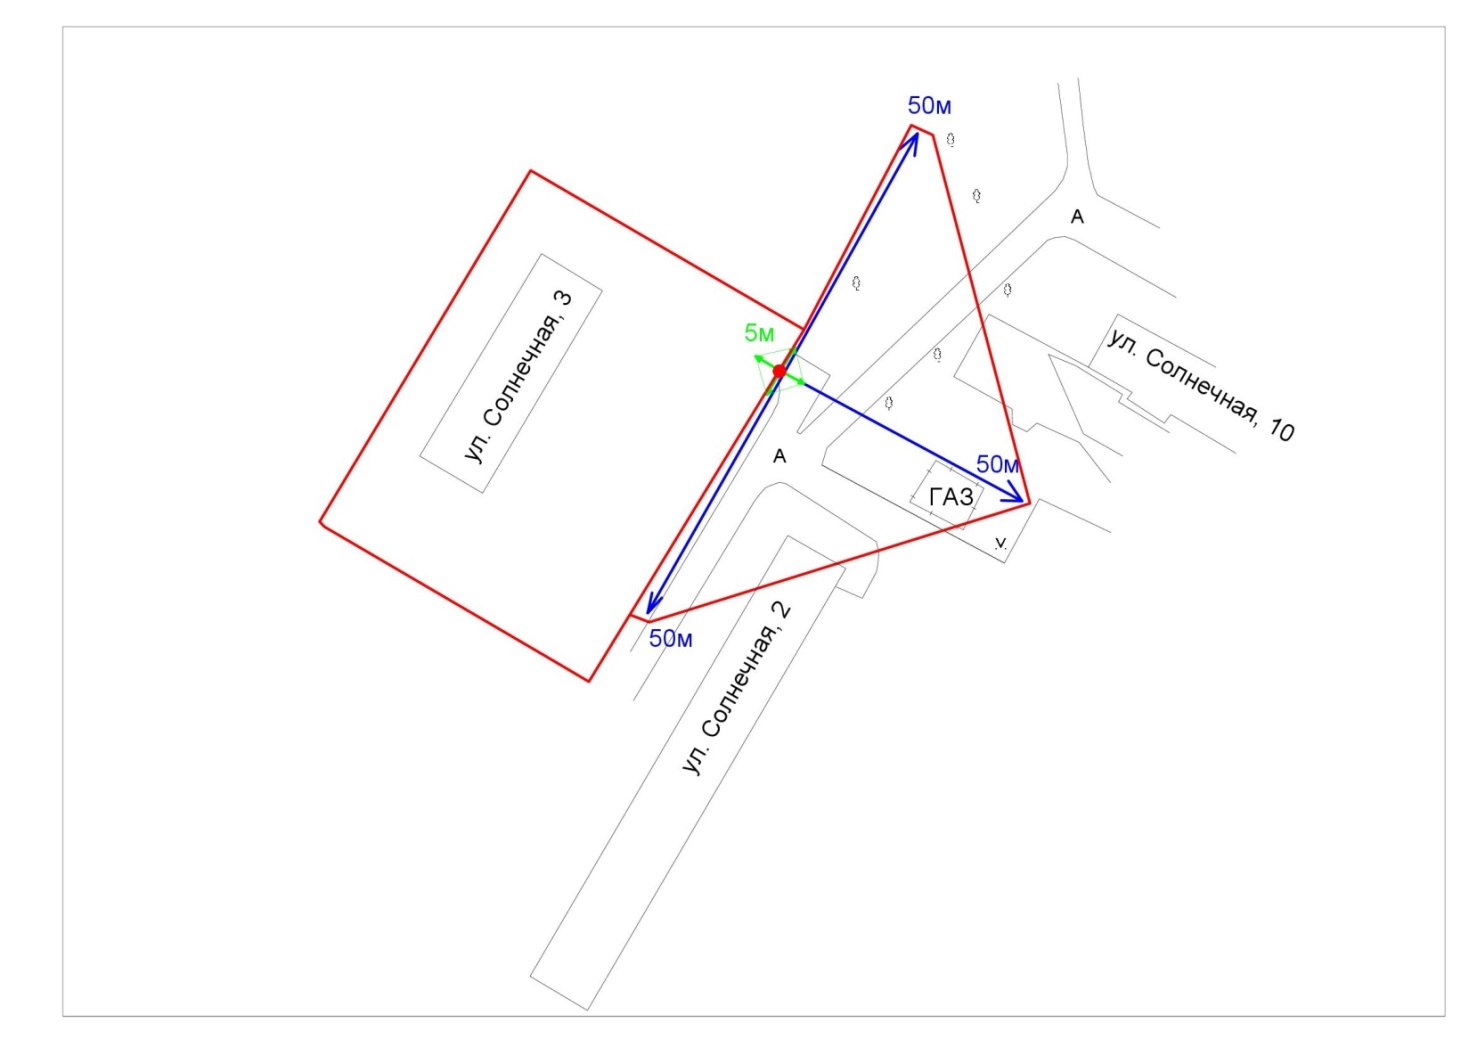 50м
А
5м
ул. Солнечная, 3
ул. Солнечная, 10
А
50м
ГАЗ
50м
ул. Солнечная, 2